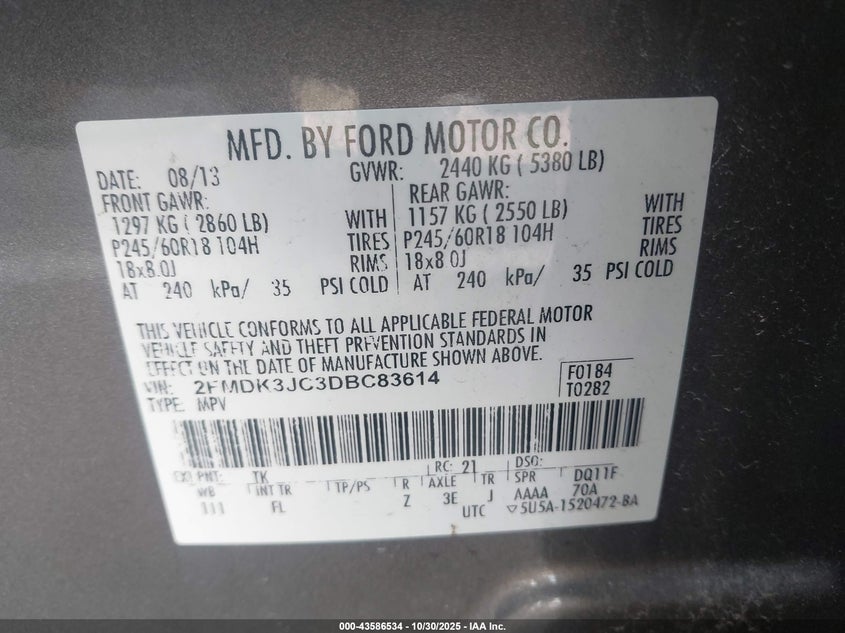 MFD. BY FORD MOTOR CO.
DATE: 08/13 GVWR: 2440 KG ( 5380 LB)
FRONT GAWR: REAR GAWR:
1297 KG ( 2860 LB) WITH 1157 KG ( 2550 LB) WITH
P245/60R18 104H TIRES P245/60R18 104H TIRES
18x8.0J RIMS 18x8.0J RIMS
AT 240 kPa/ 35 PSI COLD AT 240 kPa/ 35 PSI COLD
THIS VEHICLE CONFORMS TO ALL APPLICABLE FEDERAL MOTOR
VEHICLE SAFETY AND THEFT PREVENTION STANDARDS IN
EFFECT ON THE DATE OF MANUFACTURE SHOWN ABOVE.
VIN: 2FMDK3JC3DBC83614 F0184
TYPE: MPV T0282
EXT PNT: TK RC: 21 DSO: DQ11F
WB INT TR TP/PS R AXLE TR SPR 70A
111 FL Z 3E J AAAA
UTC ▽5U5A-1520472-BA
000-43586534 - 10/30/2025 - IAA Inc.